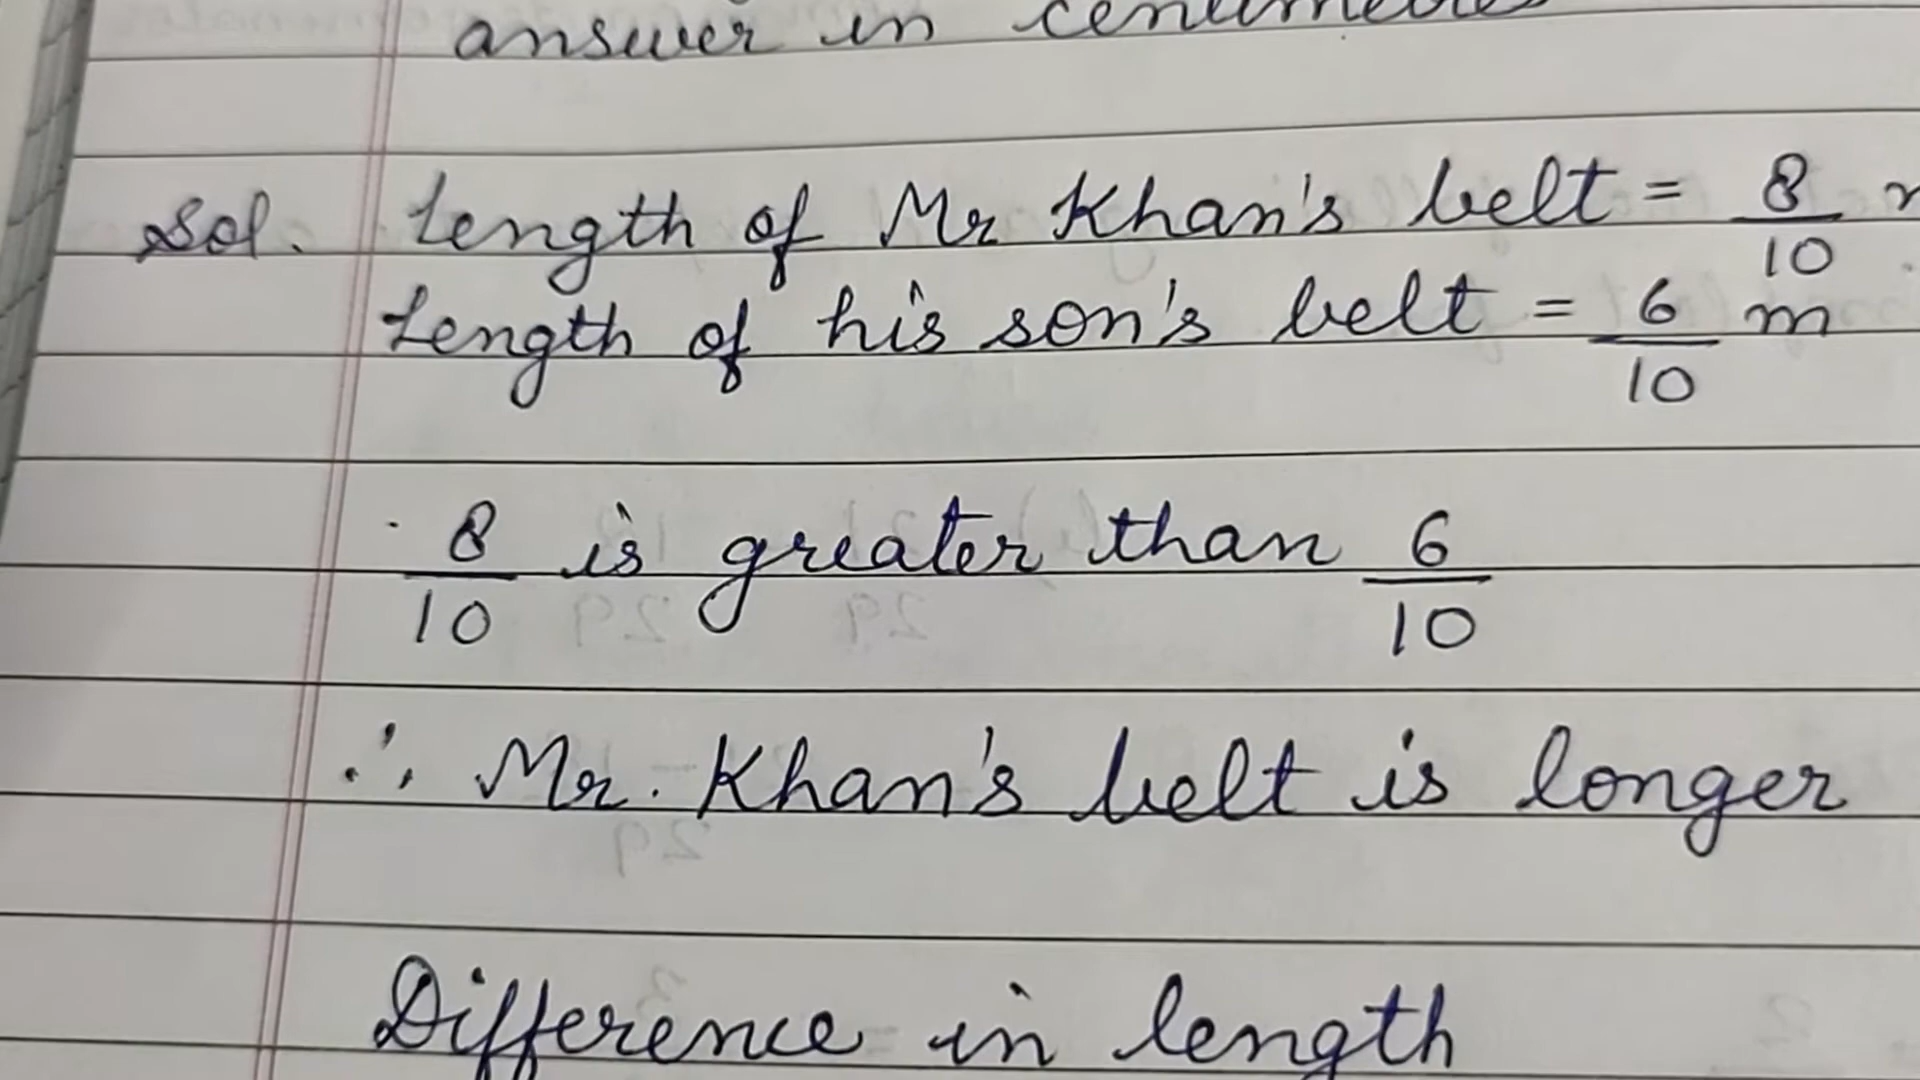 answer in centimetres
Sol. Length of Mr Khan's belt = 8/10
Length of his son's belt = 6/10 m
8/10 is greater than 6/10
∴ Mr. Khan's belt is longer
Difference in length